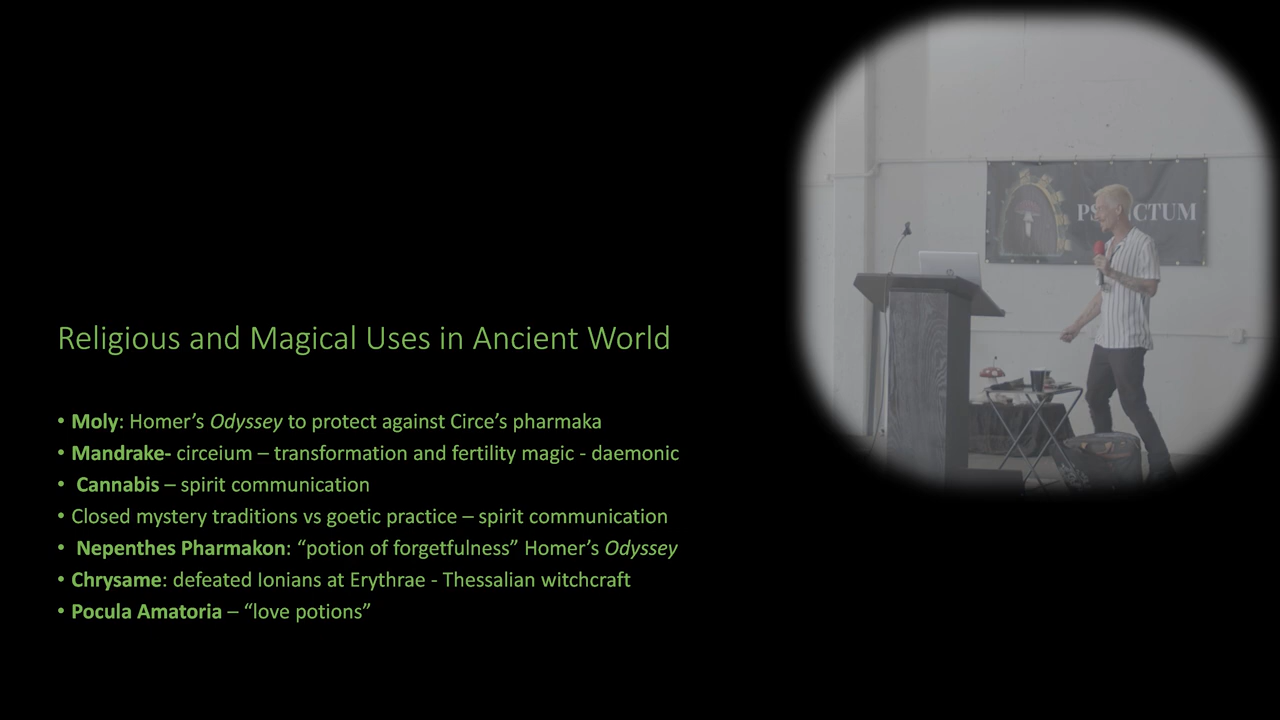 Religious and Magical Uses in Ancient World
• Moly: Homer’s Odyssey to protect against Circe’s pharmaka
• Mandrake- circeium – transformation and fertility magic - daemonic
• Cannabis – spirit communication
• Closed mystery traditions vs goetic practice – spirit communication
• Nepenthes Pharmakon: “potion of forgetfulness” Homer’s Odyssey
• Chrysame: defeated Ionians at Erythrae - Thessalian witchcraft
• Pocula Amatoria – “love potions”